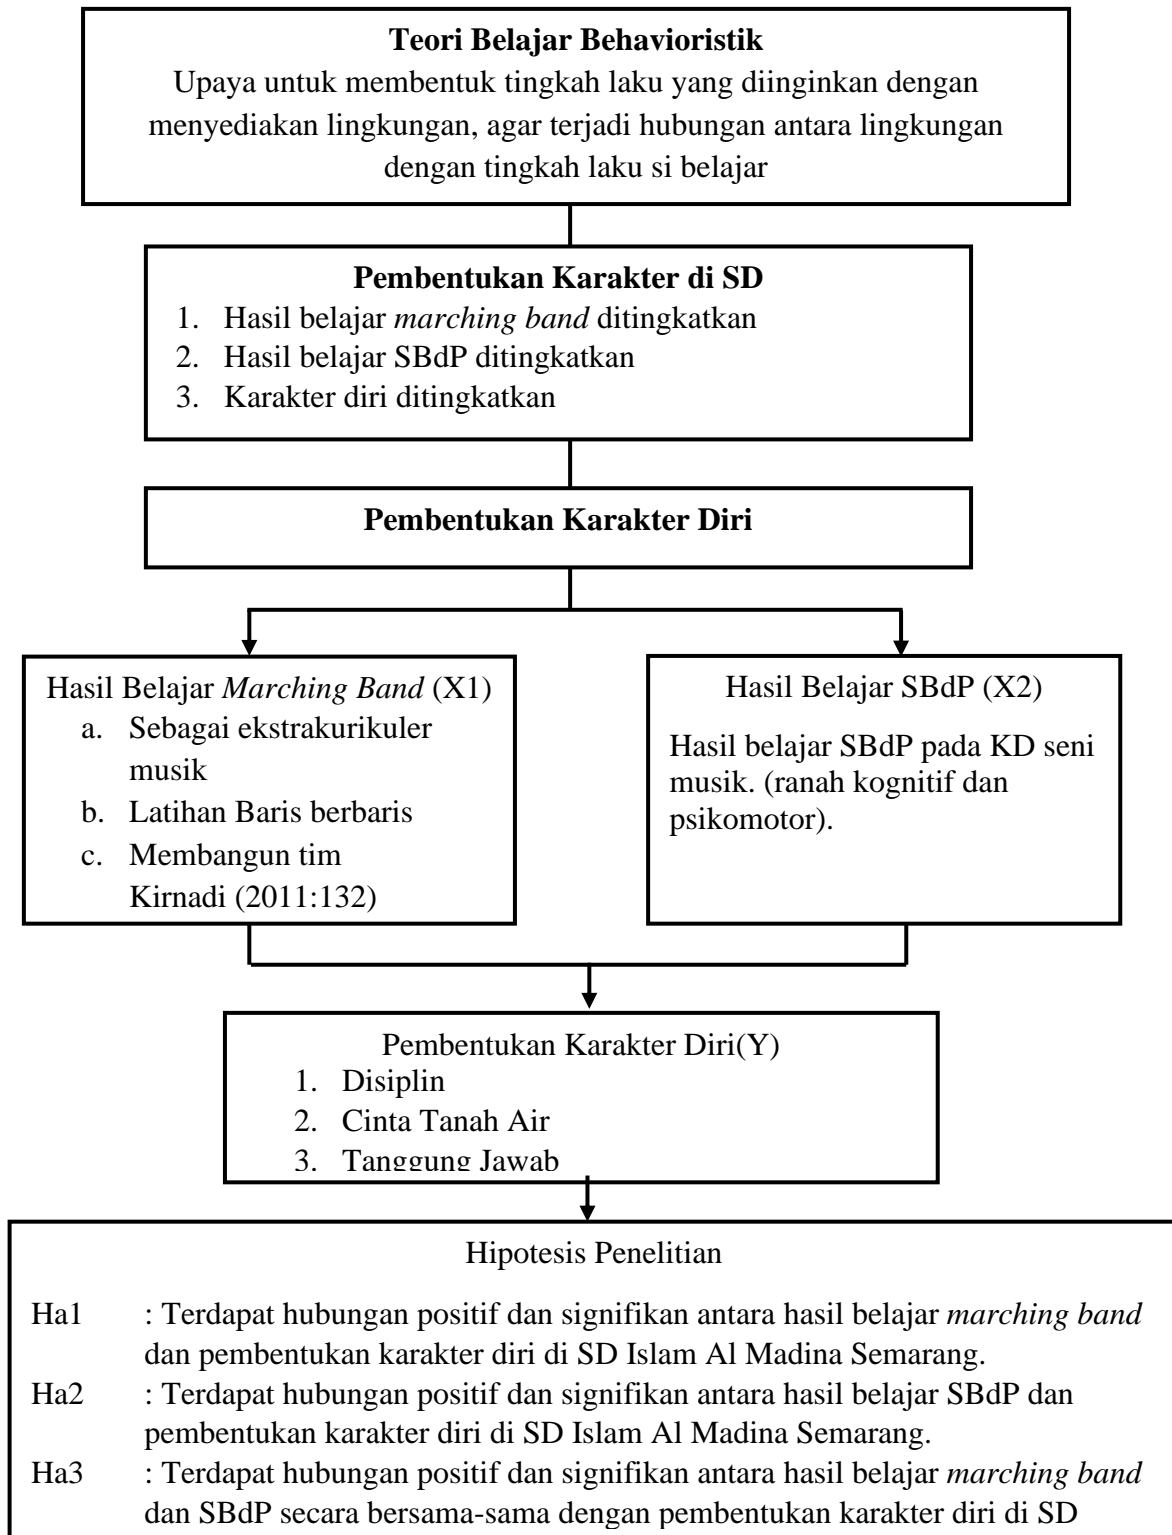 Teori Belajar Behavioristik
Upaya untuk membentuk tingkah laku yang diinginkan dengan
menyediakan lingkungan, agar terjadi hubungan antara lingkungan
dengan tingkah laku si belajar
Pembentukan Karakter di SD
1. Hasil belajar marching band ditingkatkan
2. Hasil belajar SBdP ditingkatkan
3. Karakter diri ditingkatkan
Pembentukan Karakter Diri
Hasil Belajar Marching Band (X1)
a. Sebagai ekstrakurikuler
musik
b. Latihan Baris berbaris
c. Membangun tim
Kirnadi (2011:132)
Hasil Belajar SBdP (X2)
Hasil belajar SBdP pada KD seni
musik. (ranah kognitif dan
psikomotor).
Pembentukan Karakter Diri(Y)
1. Disiplin
2. Cinta Tanah Air
3. Tanggung Jawab
Hipotesis Penelitian
Ha1 : Terdapat hubungan positif dan signifikan antara hasil belajar marching band
dan pembentukan karakter diri di SD Islam Al Madina Semarang.
Ha2 : Terdapat hubungan positif dan signifikan antara hasil belajar SBdP dan
pembentukan karakter diri di SD Islam Al Madina Semarang.
Ha3 : Terdapat hubungan positif dan signifikan antara hasil belajar marching band
dan SBdP secara bersama-sama dengan pembentukan karakter diri di SD